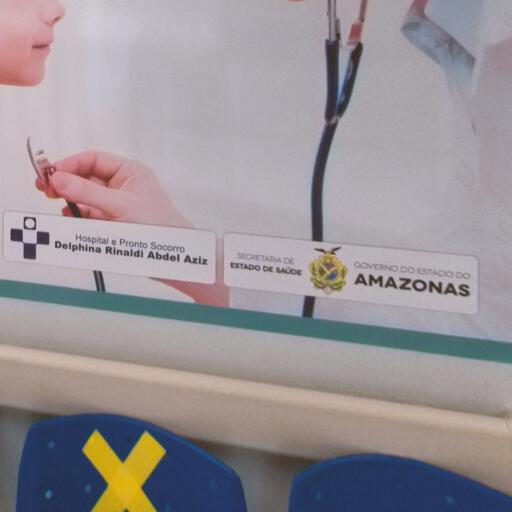 Hospital e Pronto Socorro
Delphina Rinaldi Abdel Aziz
SECRETARIA DE
ESTADO DE SAÚDE
GOVERNO DO ESTADO DO
AMAZONAS